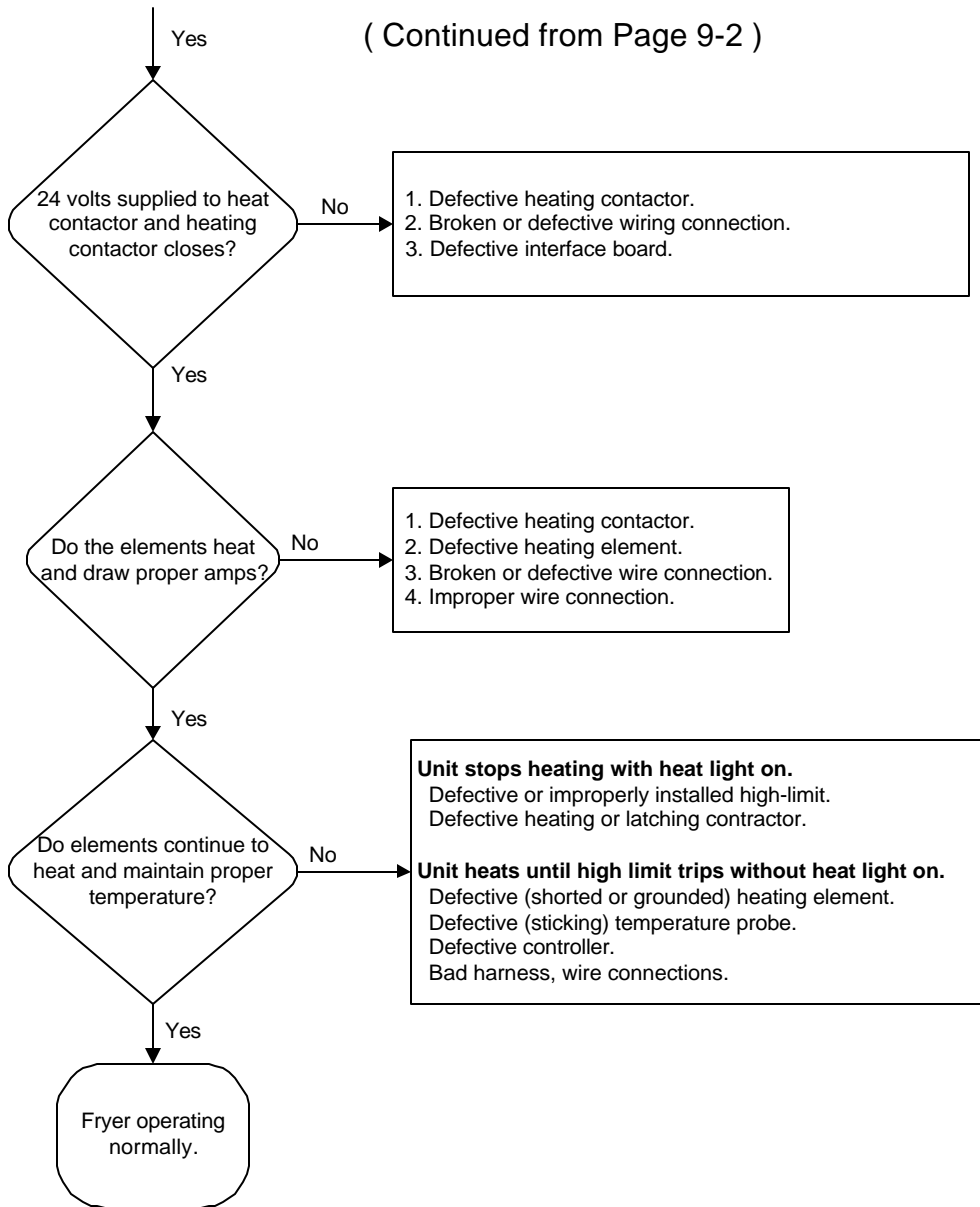 ( Continued from Page 9-2 )
Yes
24 volts supplied to heat
contactor and heating
contactor closes?
No
1. Defective heating contactor.
2. Broken or defective wiring connection.
3. Defective interface board.
Yes
Do the elements heat
and draw proper amps?
No
1. Defective heating contactor.
2. Defective heating element.
3. Broken or defective wire connection.
4. Improper wire connection.
Yes
Do elements continue to
heat and maintain proper
temperature?
No
Unit stops heating with heat light on.
Defective or improperly installed high-limit.
Defective heating or latching contractor.
Unit heats until high limit trips without heat light on.
Defective (shorted or grounded) heating element.
Defective (sticking) temperature probe.
Defective controller.
Bad harness, wire connections.
Yes
Fryer operating
normally.